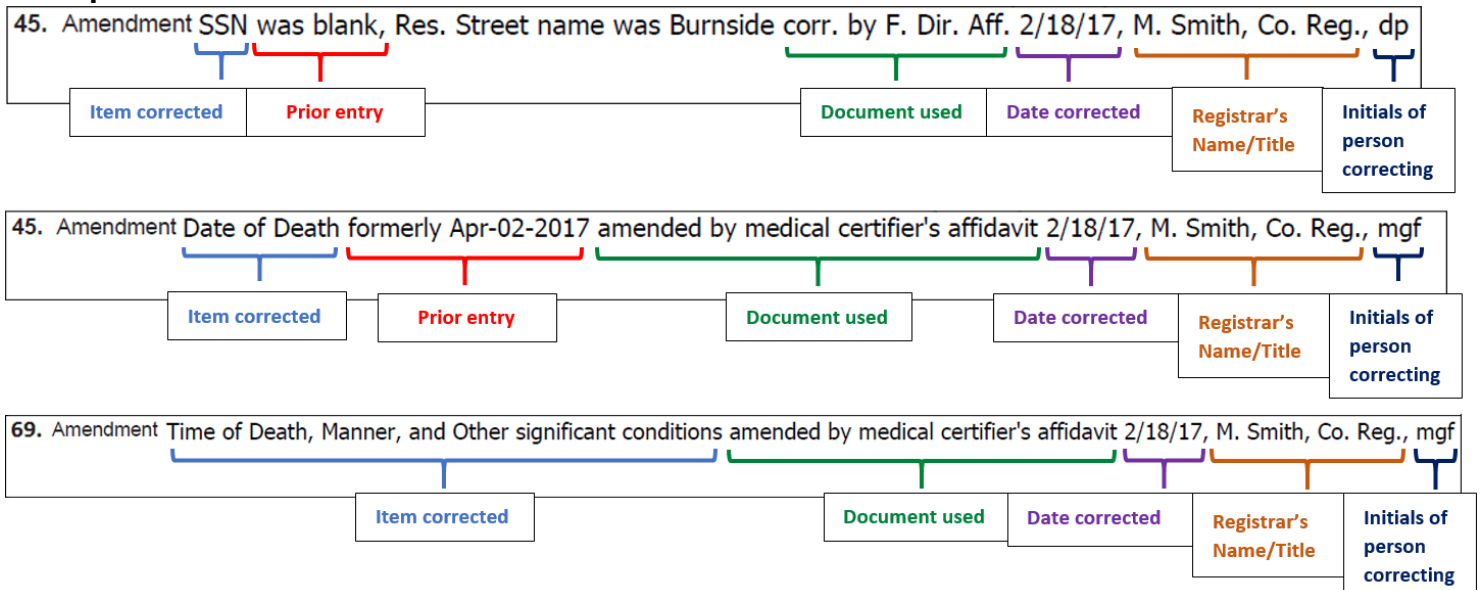 45. Amendment SSN was blank, Res. Street name was Burnside corr. by F. Dir. Aff. 2/18/17, M. Smith, Co. Reg., dp
Item corrected
Prior entry
Document used
Date corrected
Registrar's
Name/Title
Initials of
person
correcting
45. Amendment Date of Death formerly Apr-02-2017 amended by medical certifier's affidavit 2/18/17, M. Smith, Co. Reg., mgf
Item corrected
Prior entry
Document used
Date corrected
Registrar's
Name/Title
Initials of
person
correcting
69. Amendment Time of Death, Manner, and Other significant conditions amended by medical certifier's affidavit 2/18/17, M. Smith, Co. Reg., mgf
Item corrected
Document used
Date corrected
Registrar's
Name/Title
Initials of
person
correcting